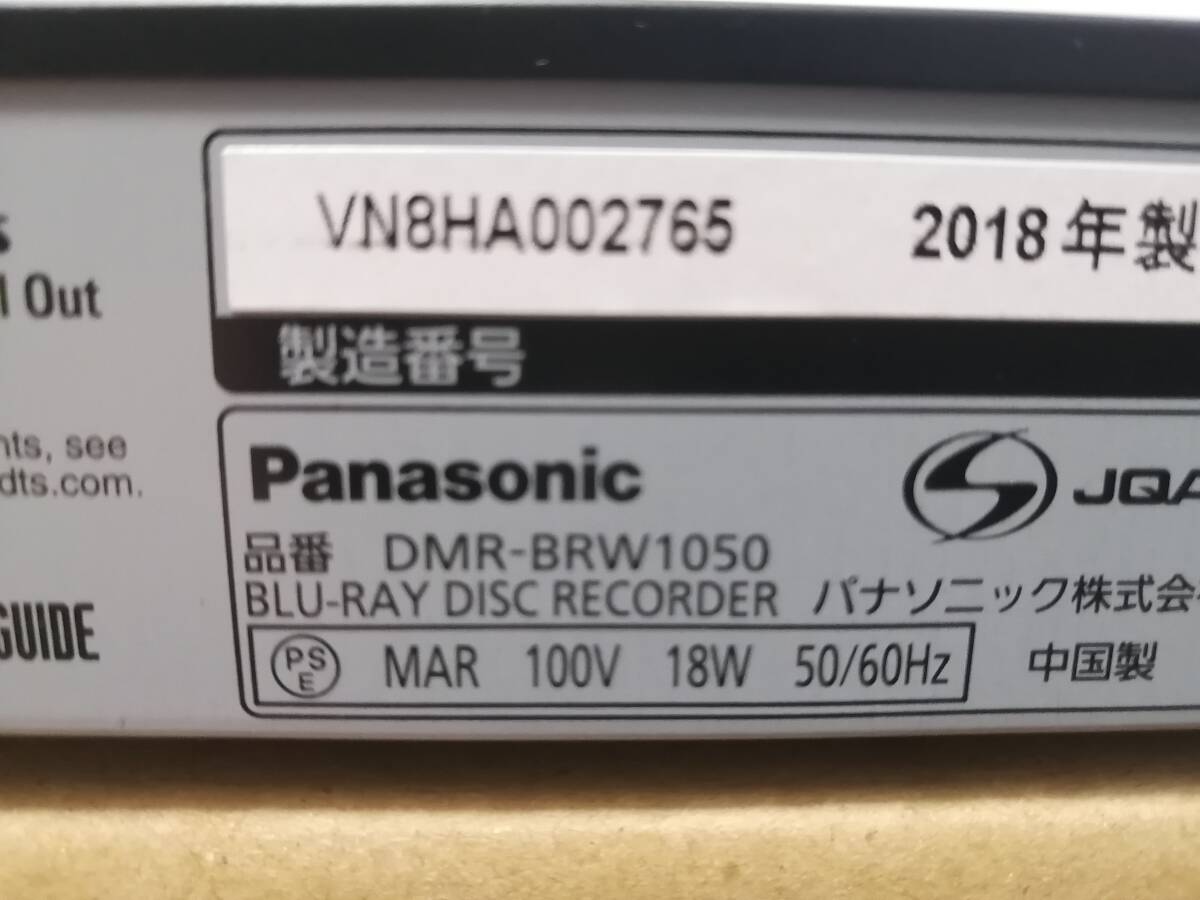 VN8HA002765 2018年製
製造番号
Out
see
dts.com.
GUIDE
Panasonic
JQA
品番 DMR-BRW1050
BLU-RAY DISC RECORDER パナソニック株式会
PSE MAR 100V 18W 50/60Hz 中国製